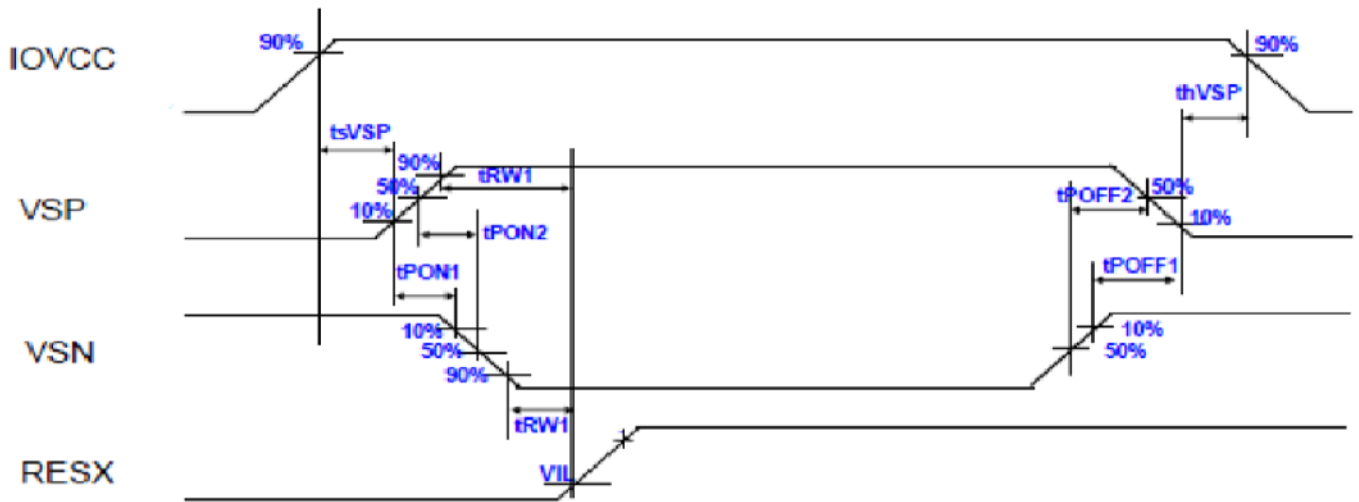 IOVCC
90%
90%
tsVSP
thVSP
VSP
90%
50%
10%
tRW1
tPON2
tPON1
tPOFF2
50%
10%
tPOFF1
VSN
10%
50%
90%
10%
50%
tRW1
RESX
VIL